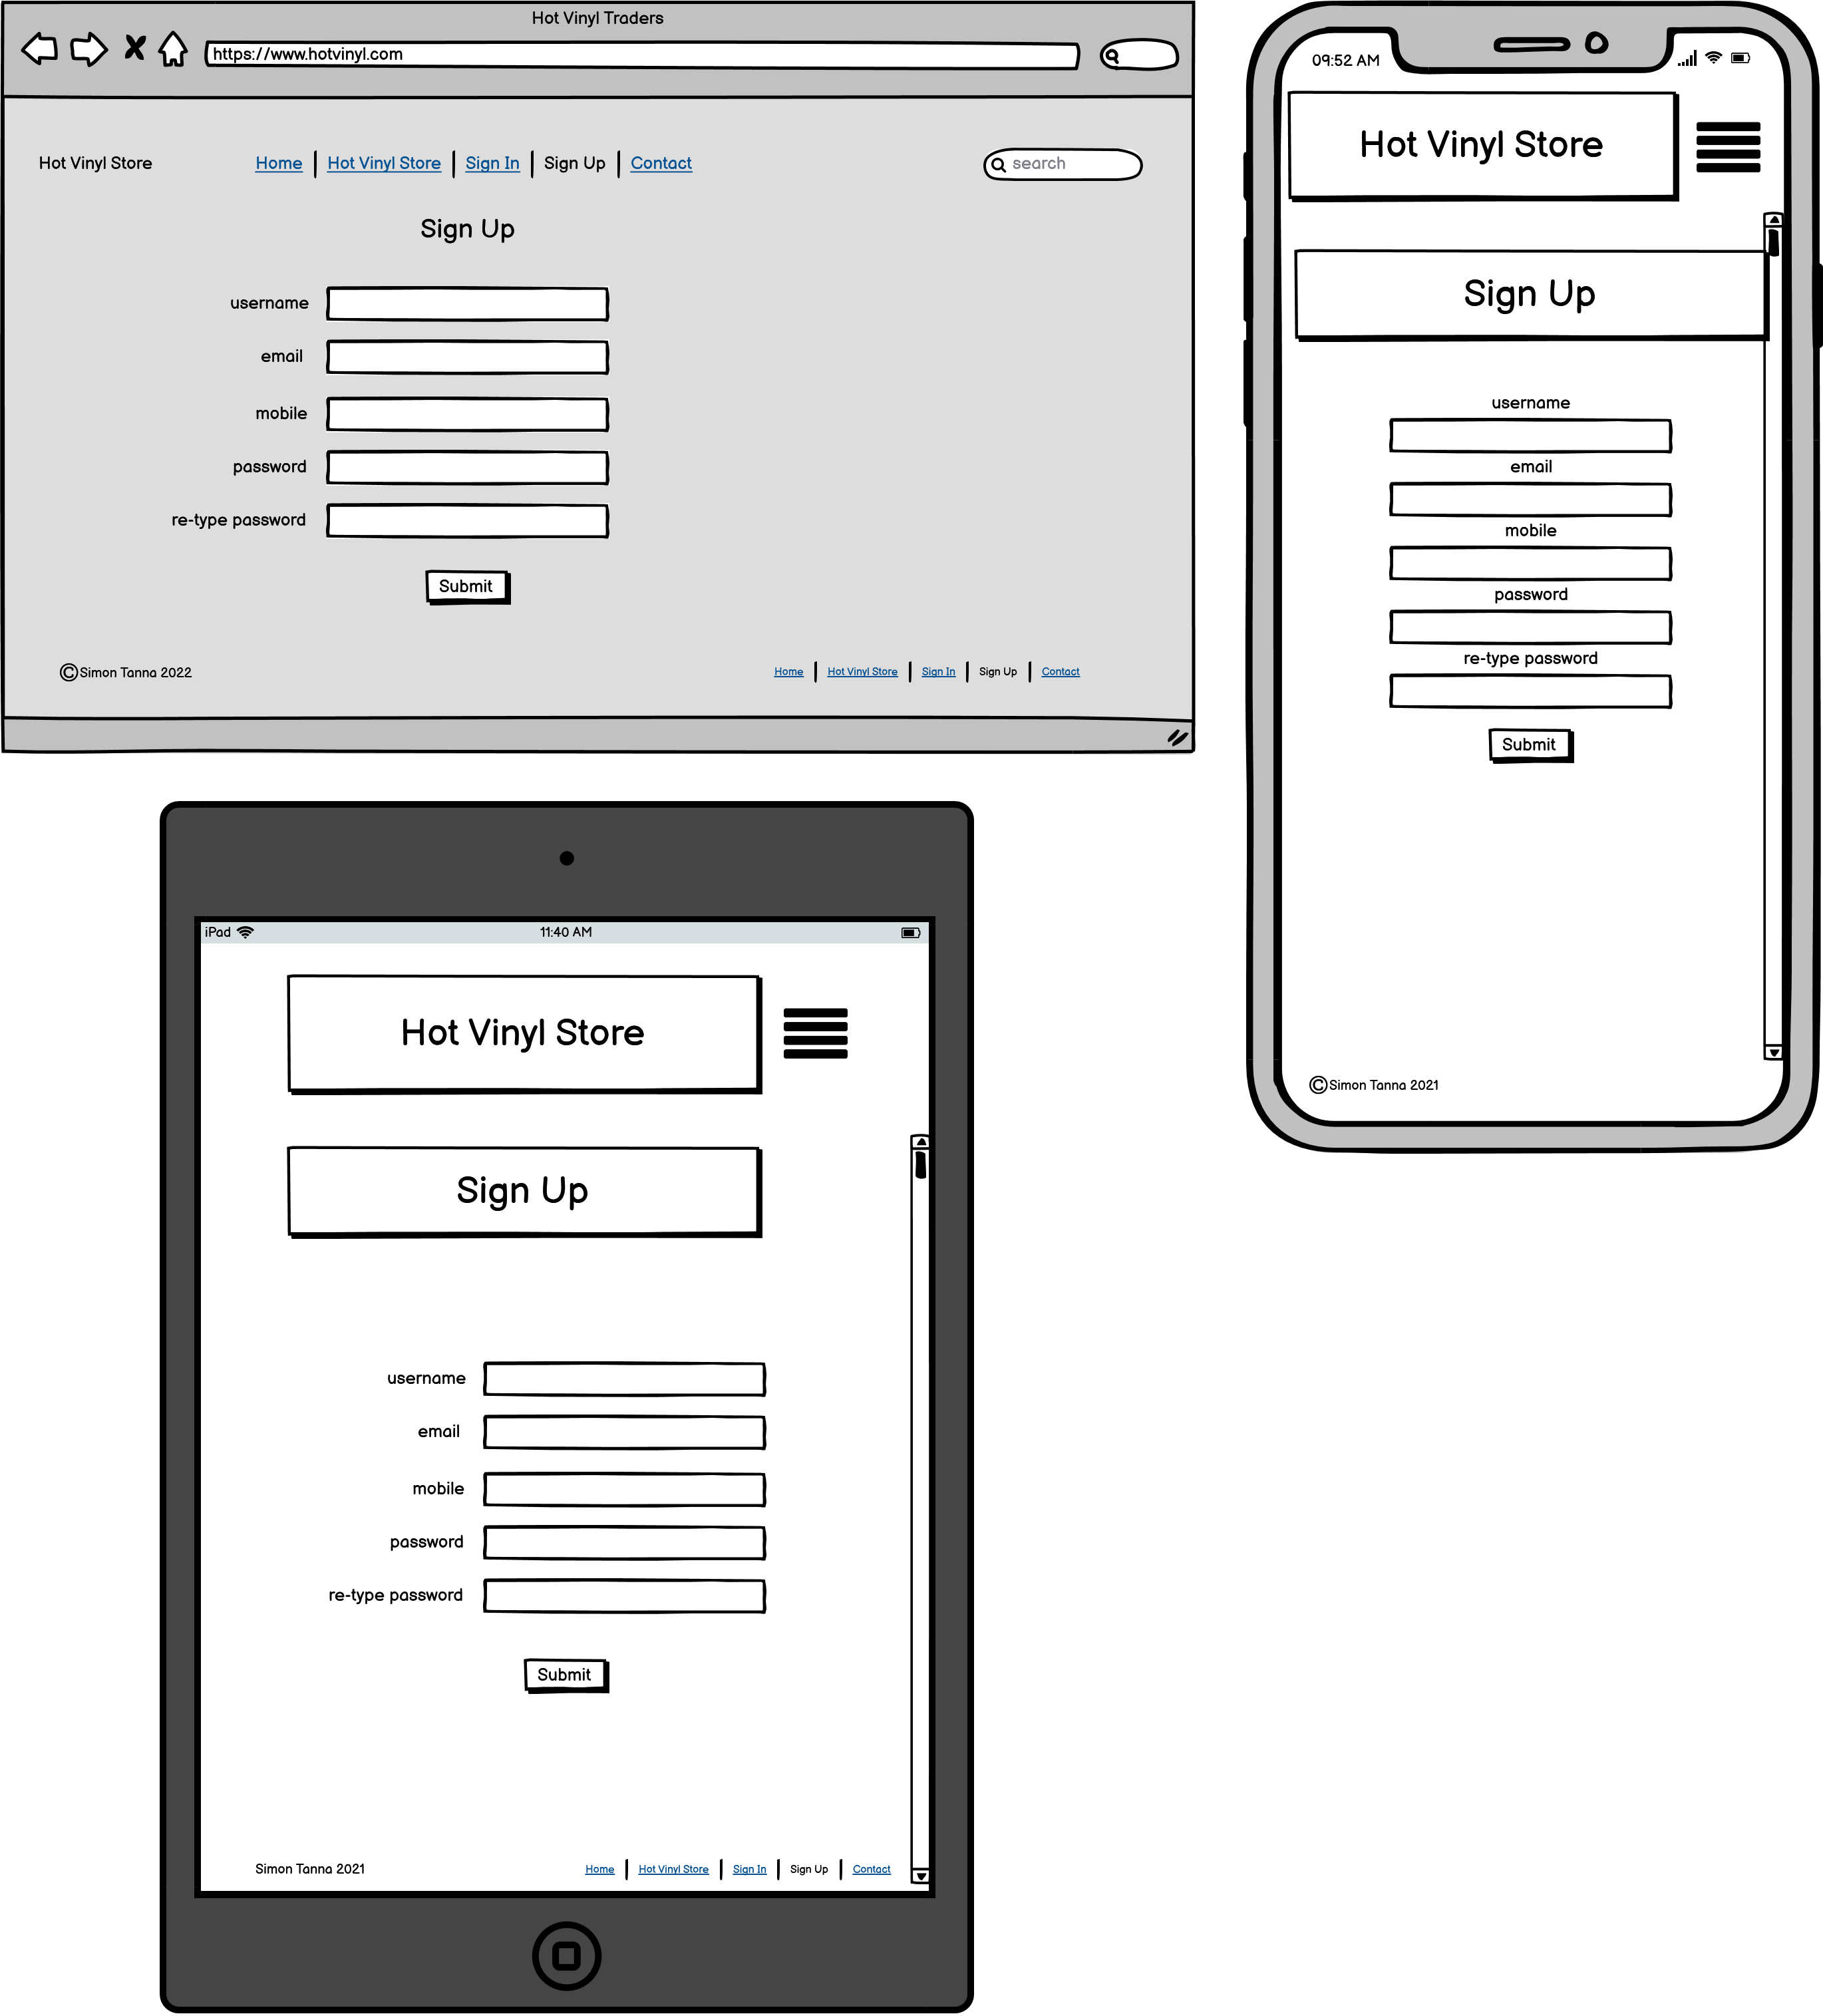 Hot Vinyl Traders
https://www.hotvinyl.com
Hot Vinyl Store
Home Hot Vinyl Store Sign In Sign Up Contact
search
Sign Up
username
email
mobile
password
re-type password
Submit
©Simon Tanna 2022
Home Hot Vinyl Store Sign In Sign Up Contact
09:52 AM
Hot Vinyl Store
Sign Up
username
email
mobile
password
re-type password
Submit
©Simon Tanna 2021
iPad
11:40 AM
Hot Vinyl Store
Sign Up
username
email
mobile
password
re-type password
Submit
Simon Tanna 2021
Home Hot Vinyl Store Sign In Sign Up Contact